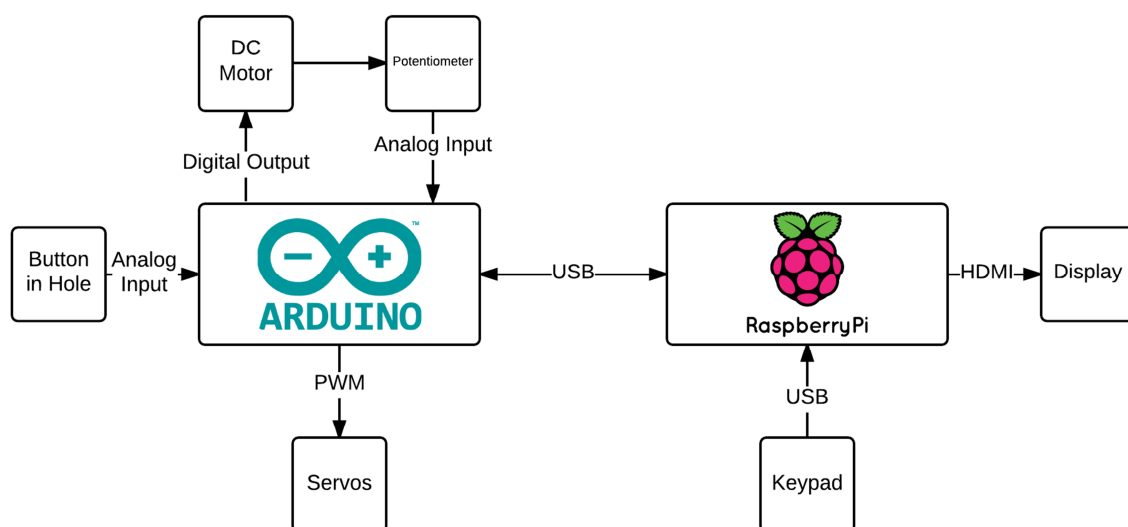 DC
Motor
Potentiometer
Digital Output
Analog Input
Button
in Hole
Analog
Input
ARDUINO
™
USB
RaspberryPi
HDMI
Display
PWM
USB
Servos
Keypad